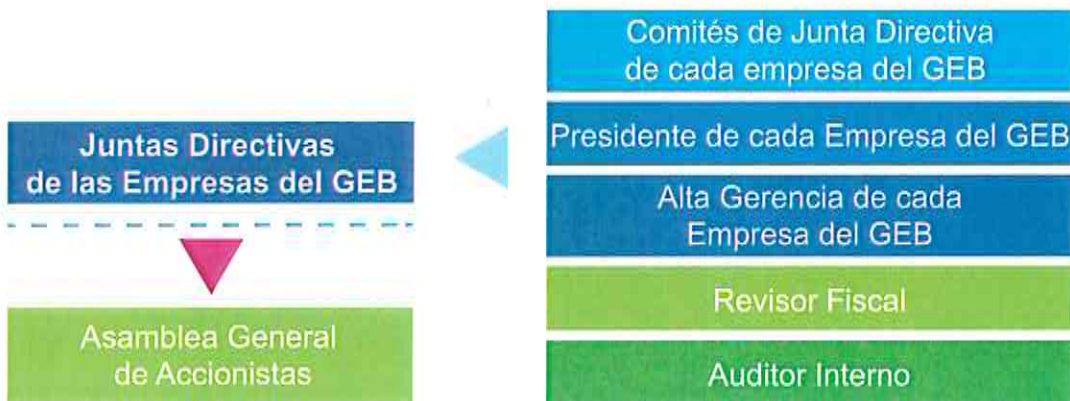 Juntas Directivas
de las Empresas del GEB
Asamblea General
de Accionistas
Comités de Junta Directiva
de cada empresa del GEB
Presidente de cada Empresa del GEB
Alta Gerencia de cada
Empresa del GEB
Revisor Fiscal
Auditor Interno